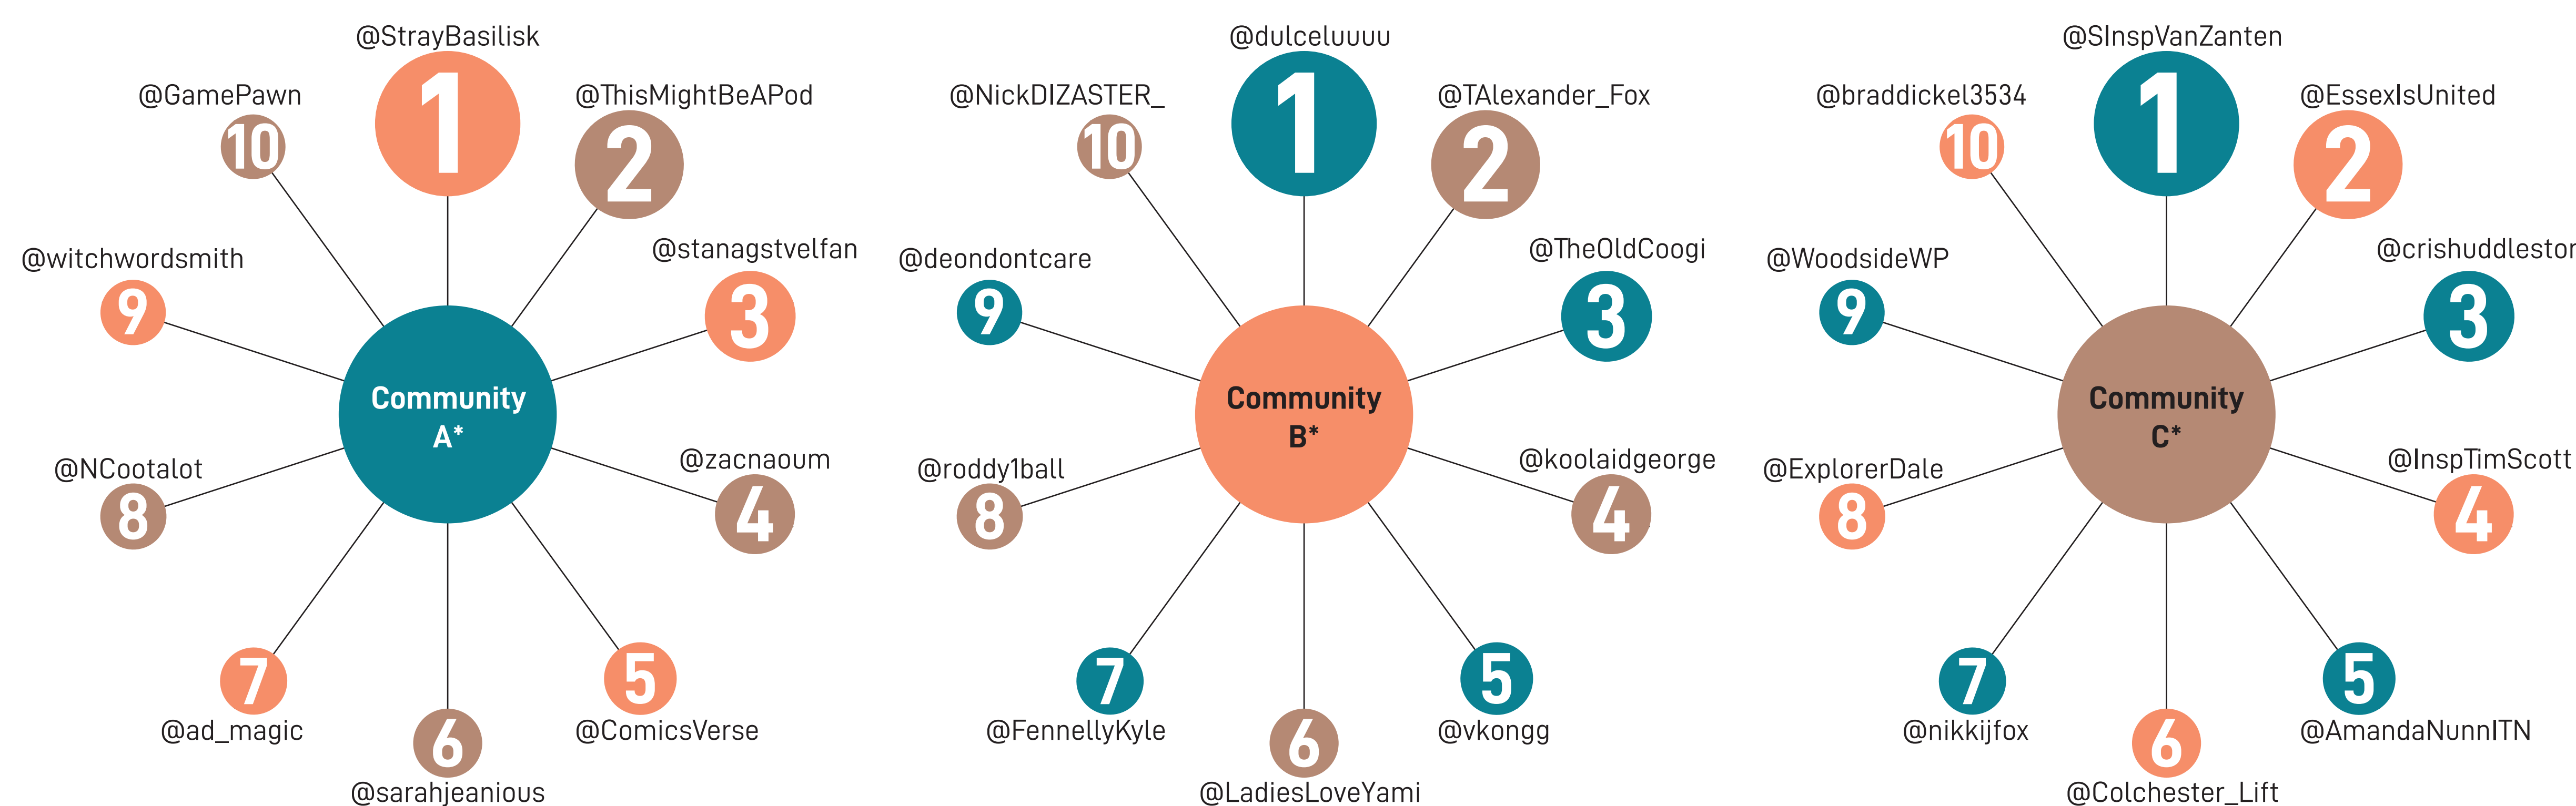 @StrayBasilisk
1
@ThisMightBeAPod
2
@stanagstvelfan
3
@zacnaoum
4
5
@ComicsVerse
6
@sarahjeanious
7
@ad_magic
@NCootalot
8
@witchwordsmith
9
@GamePawn
10
Community
A*
@dulceluuuu
1
@TAlexander_Fox
2
@TheOldCoogi
3
@koolaidgeorge
4
5
@vkongg
6
@LadiesLoveYami
7
@FennellyKyle
@roddy1ball
8
@deondontcare
9
@NickDIZASTER_
10
Community
B*
@SInspVanZanten
1
@EssexIsUnited
2
@crishuddleston
3
@InspTimScott
4
5
@AmandaNunnITN
6
@Colchester_Lift
7
@nikkijfox
@ExplorerDale
8
@WoodsideWP
9
@braddickel3534
10
Community
C*